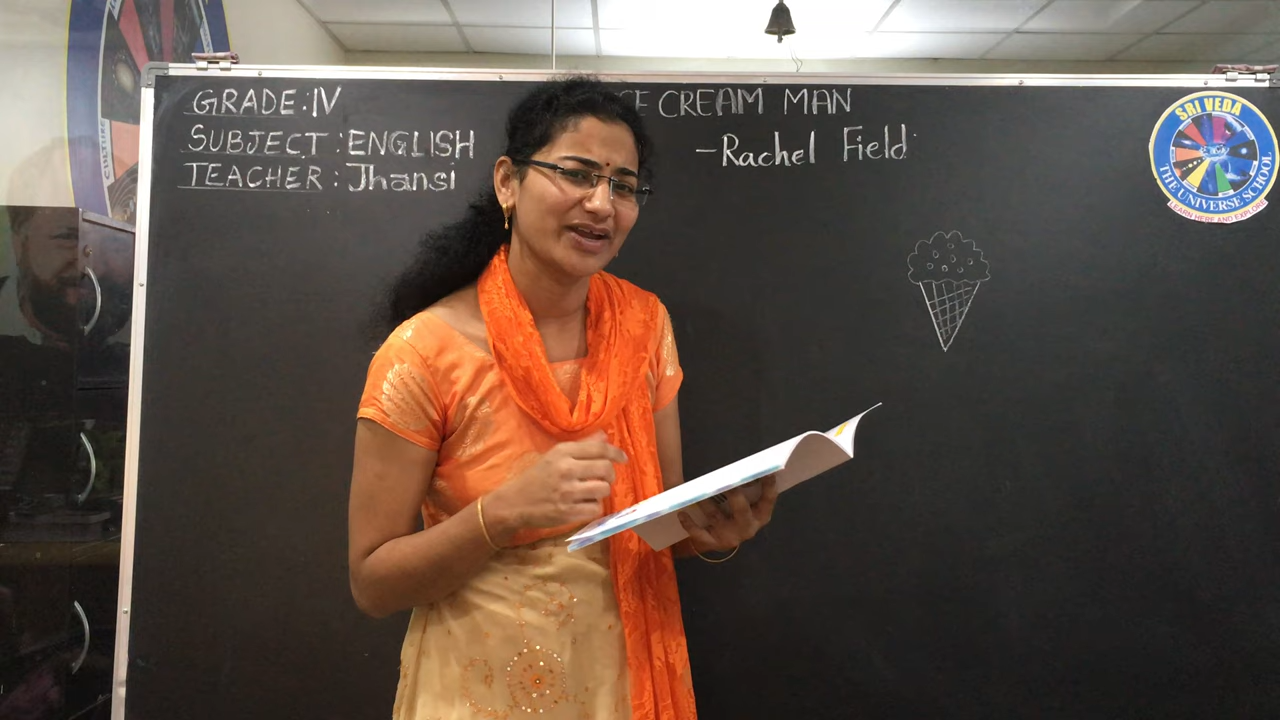 GRADE: IV
SUBJECT: ENGLISH
TEACHER: Jhansi
CREAM MAN
- Rachel Field
SRI VEDA
THE UNIVERSE SCHOOL
LEARN HERE AND EXPLORE
CULTURE